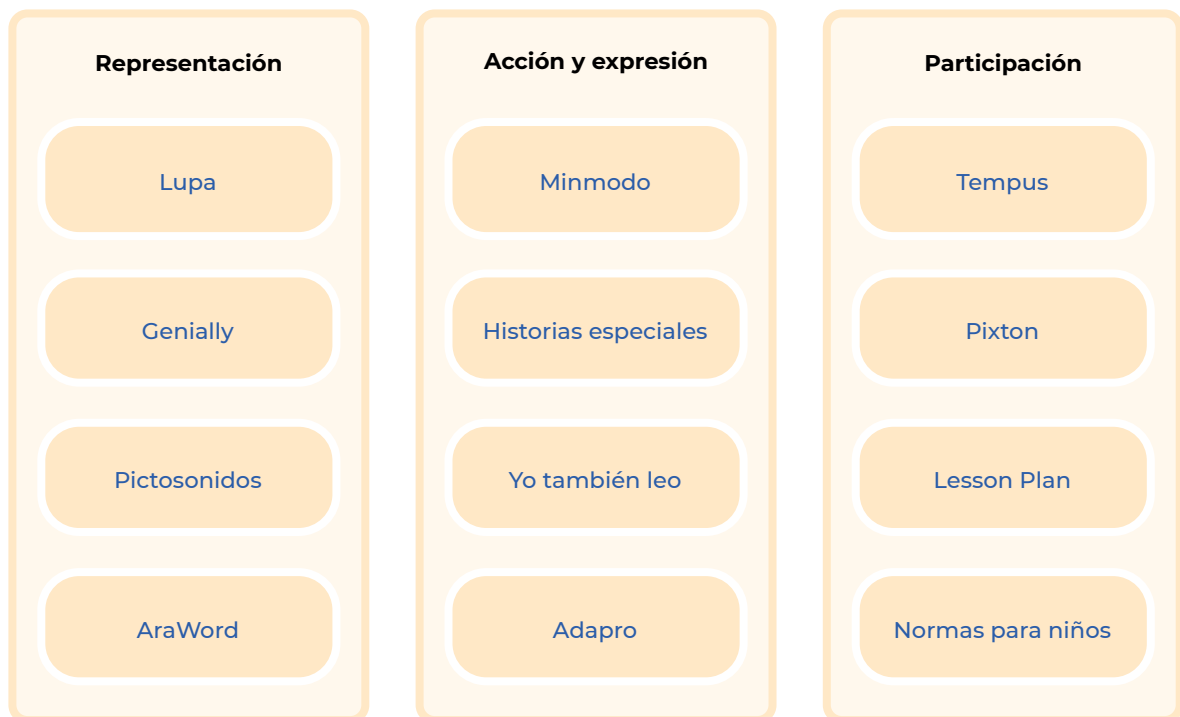 Representación
Lupa
Genially
Pictosonidos
AraWord
Acción y expresión
Minmodo
Historias especiales
Yo también leo
Adapro
Participación
Tempus
Pixton
Lesson Plan
Normas para niños